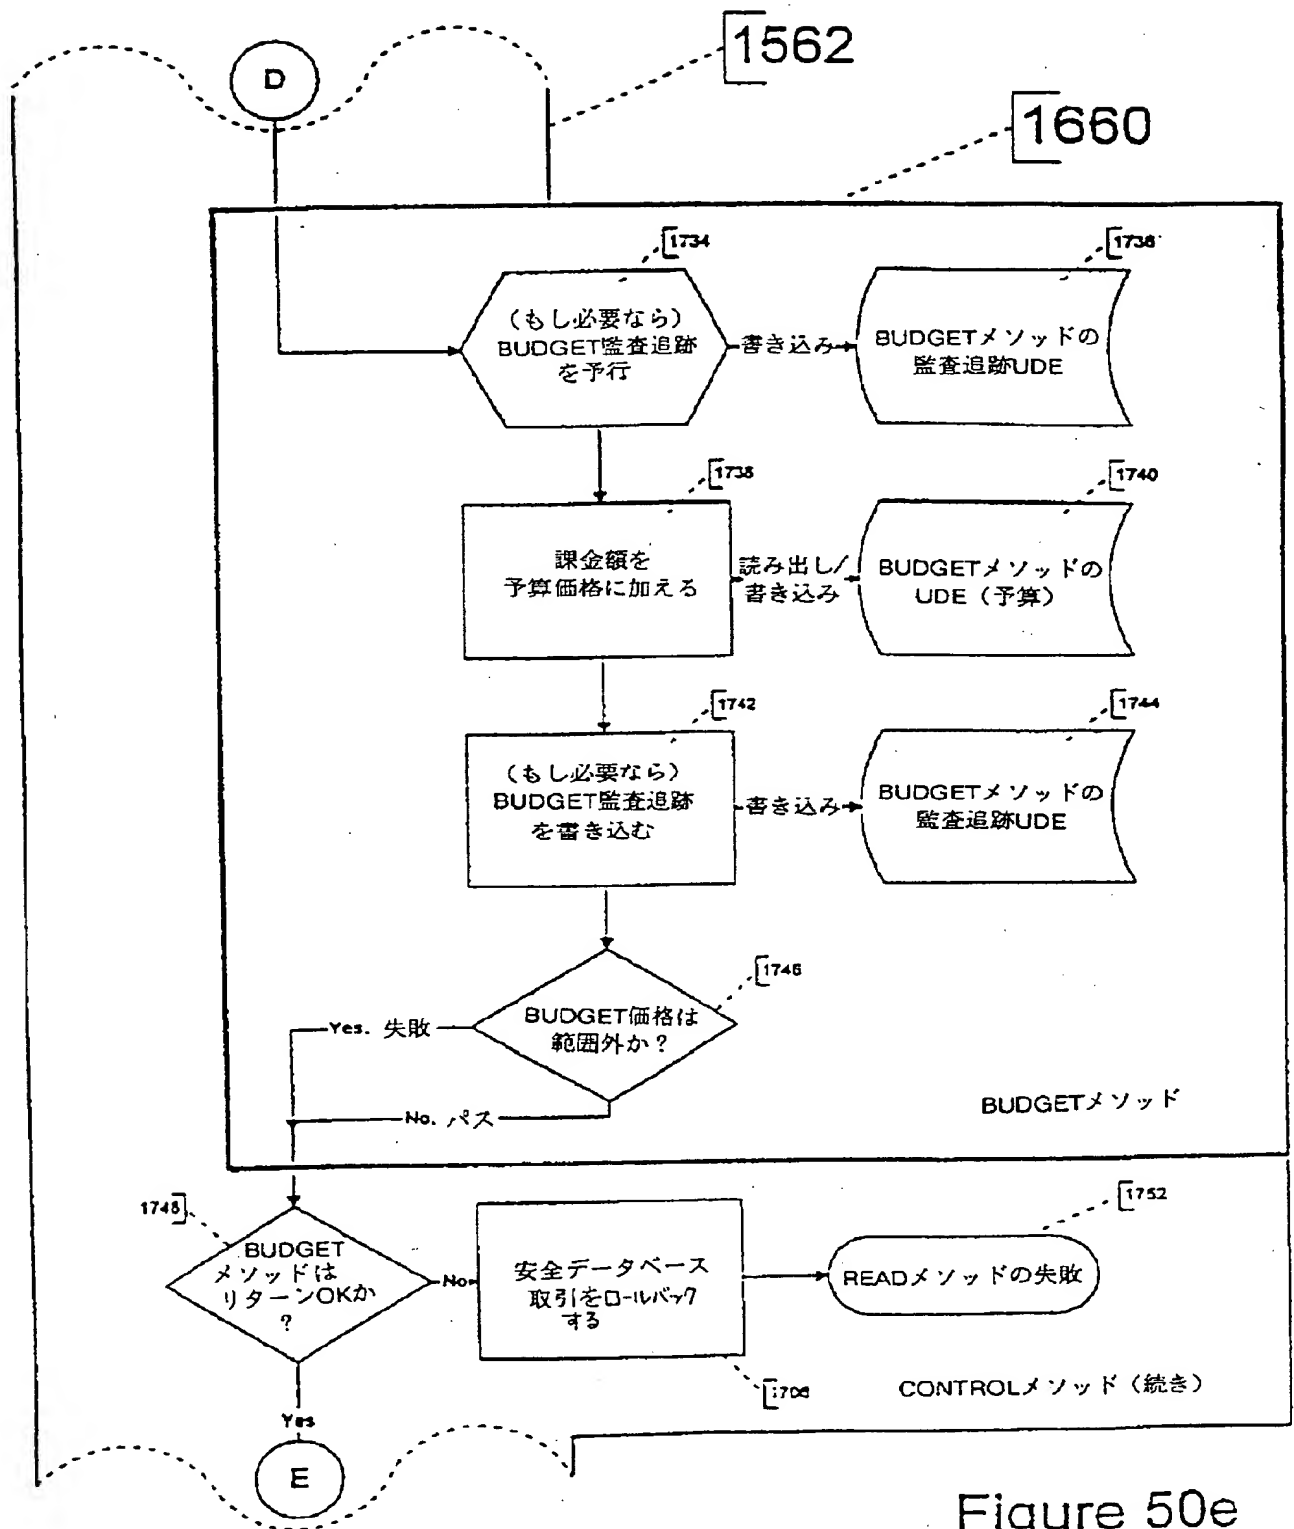 D
1562
1660
1734
(もし必要なら)
BUDGET監査追跡
を予行
書き込み
1736
BUDGETメソッドの
監査追跡UDE
1738
課金額を
予算価格に加える
読み出し/
書き込み
1740
BUDGETメソッドの
UDE(予算)
1742
(もし必要なら)
BUDGET監査追跡
を書き込む
書き込み
1744
BUDGETメソッドの
監査追跡UDE
1746
BUDGET価格は
範囲外か?
Yes. 失敗
No. パス
BUDGETメソッド
1748
BUDGET
メソッドは
リターンOKか
?
No
安全データベース
取引をロールバック
する
1752
READメソッドの失敗
CONTROLメソッド(続き)
Yes
E
Figure 50e